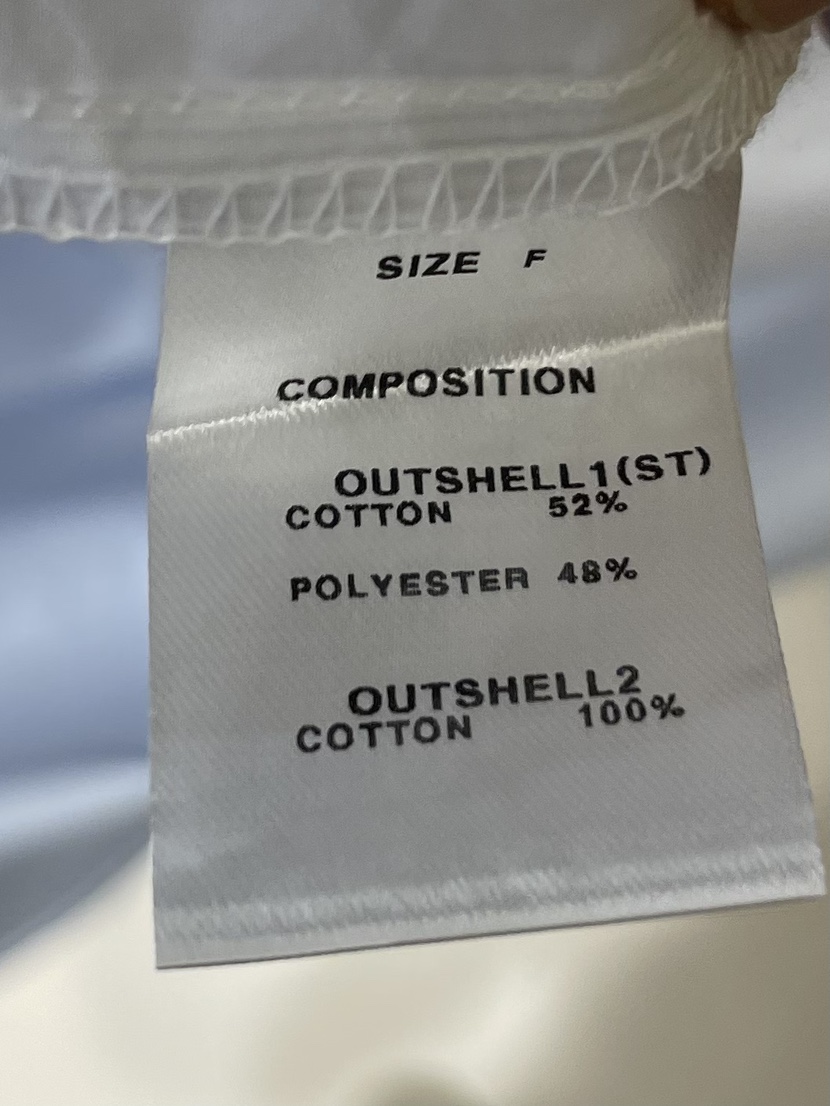 SIZE F
COMPOSITION
OUTSHELL1(ST)
COTTON 52%
POLYESTER 48%
OUTSHELL2
COTTON 100%